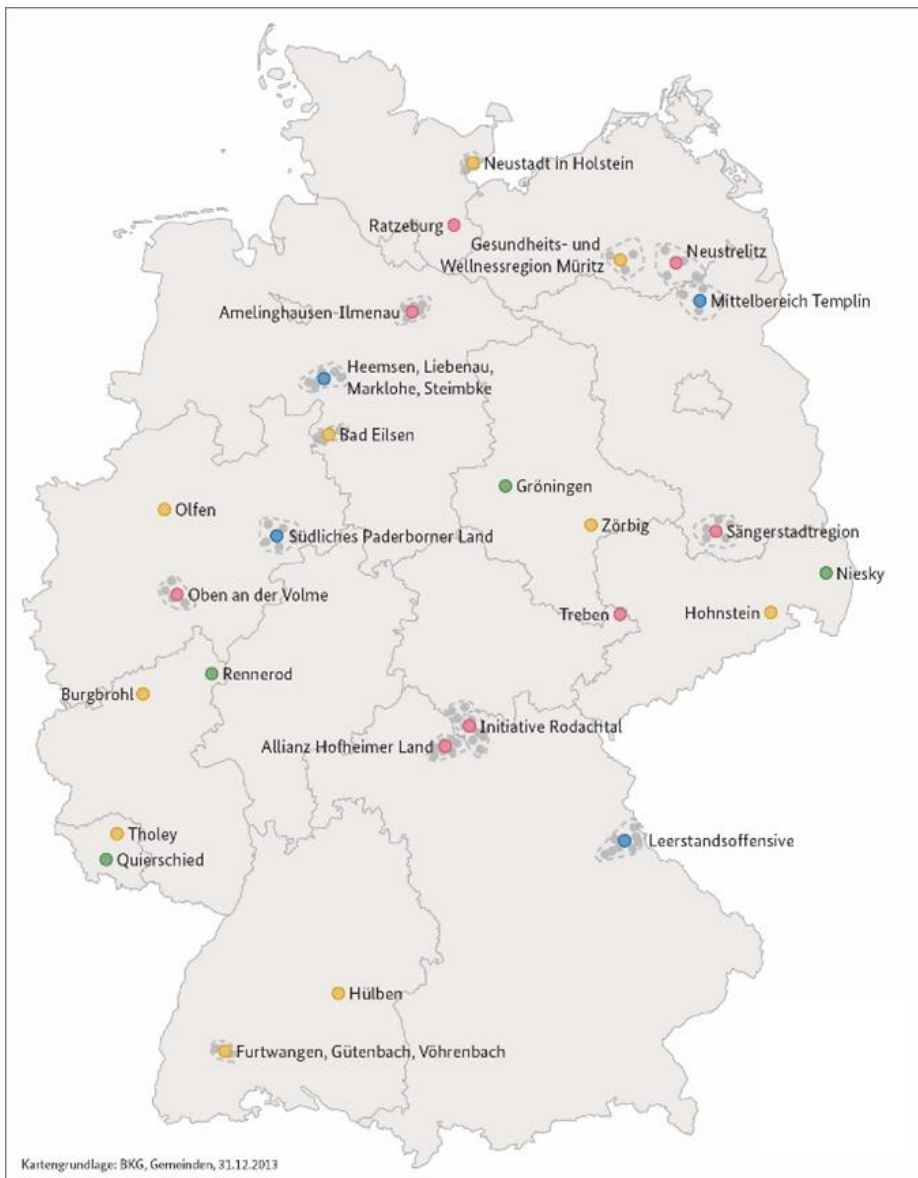 Neustadt in Holstein
Ratzeburg
Gesundheits- und
Wellnessregion Müritz
Neustrelitz
Mittelbereich Templin
Amelinghausen-Ilmenau
Heemsen, Liebenau,
Marklohe, Steimbke
Bad Eilsen
Gröningen
Olfen
Zörbig
Südliches Paderborner Land
Sängerstadtregion
Niesky
Oben an der Volme
Treben
Hohnstein
Rennerod
Burgbrohl
Initiative Rodachtal
Allianz Hofheimer Land
Tholey
Leerstandsoffensive
Quierschied
Hülben
Furtwangen, Gütenbach, Vöhrenbach
Kartengrundlage: BKG, Gemeinden, 31.12.2013